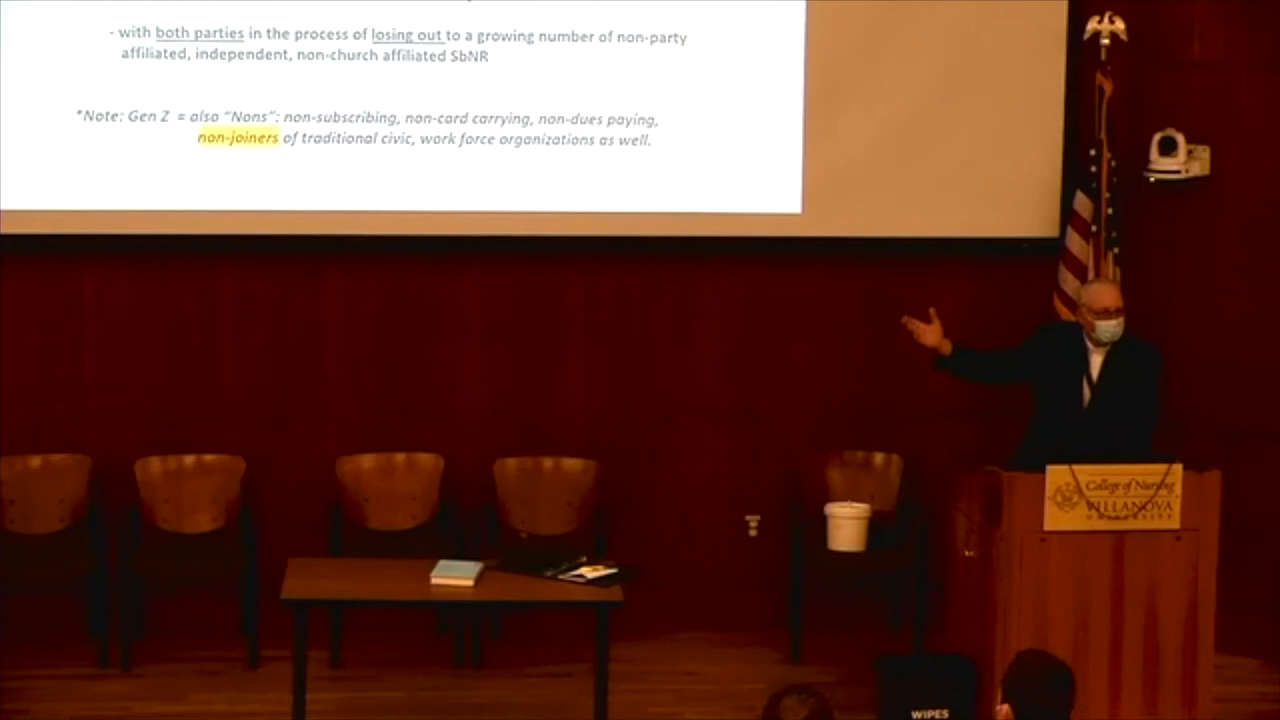 - with both parties in the process of losing out to a growing number of non-party
affiliated, independent, non-church affiliated SbNR
*Note: Gen Z = also “Nons”: non-subscribing, non-card carrying, non-dues paying,
non-joiners of traditional civic, work force organizations as well.
College of Nursing
VILLANOVA
UNIVERSITY
WIPES